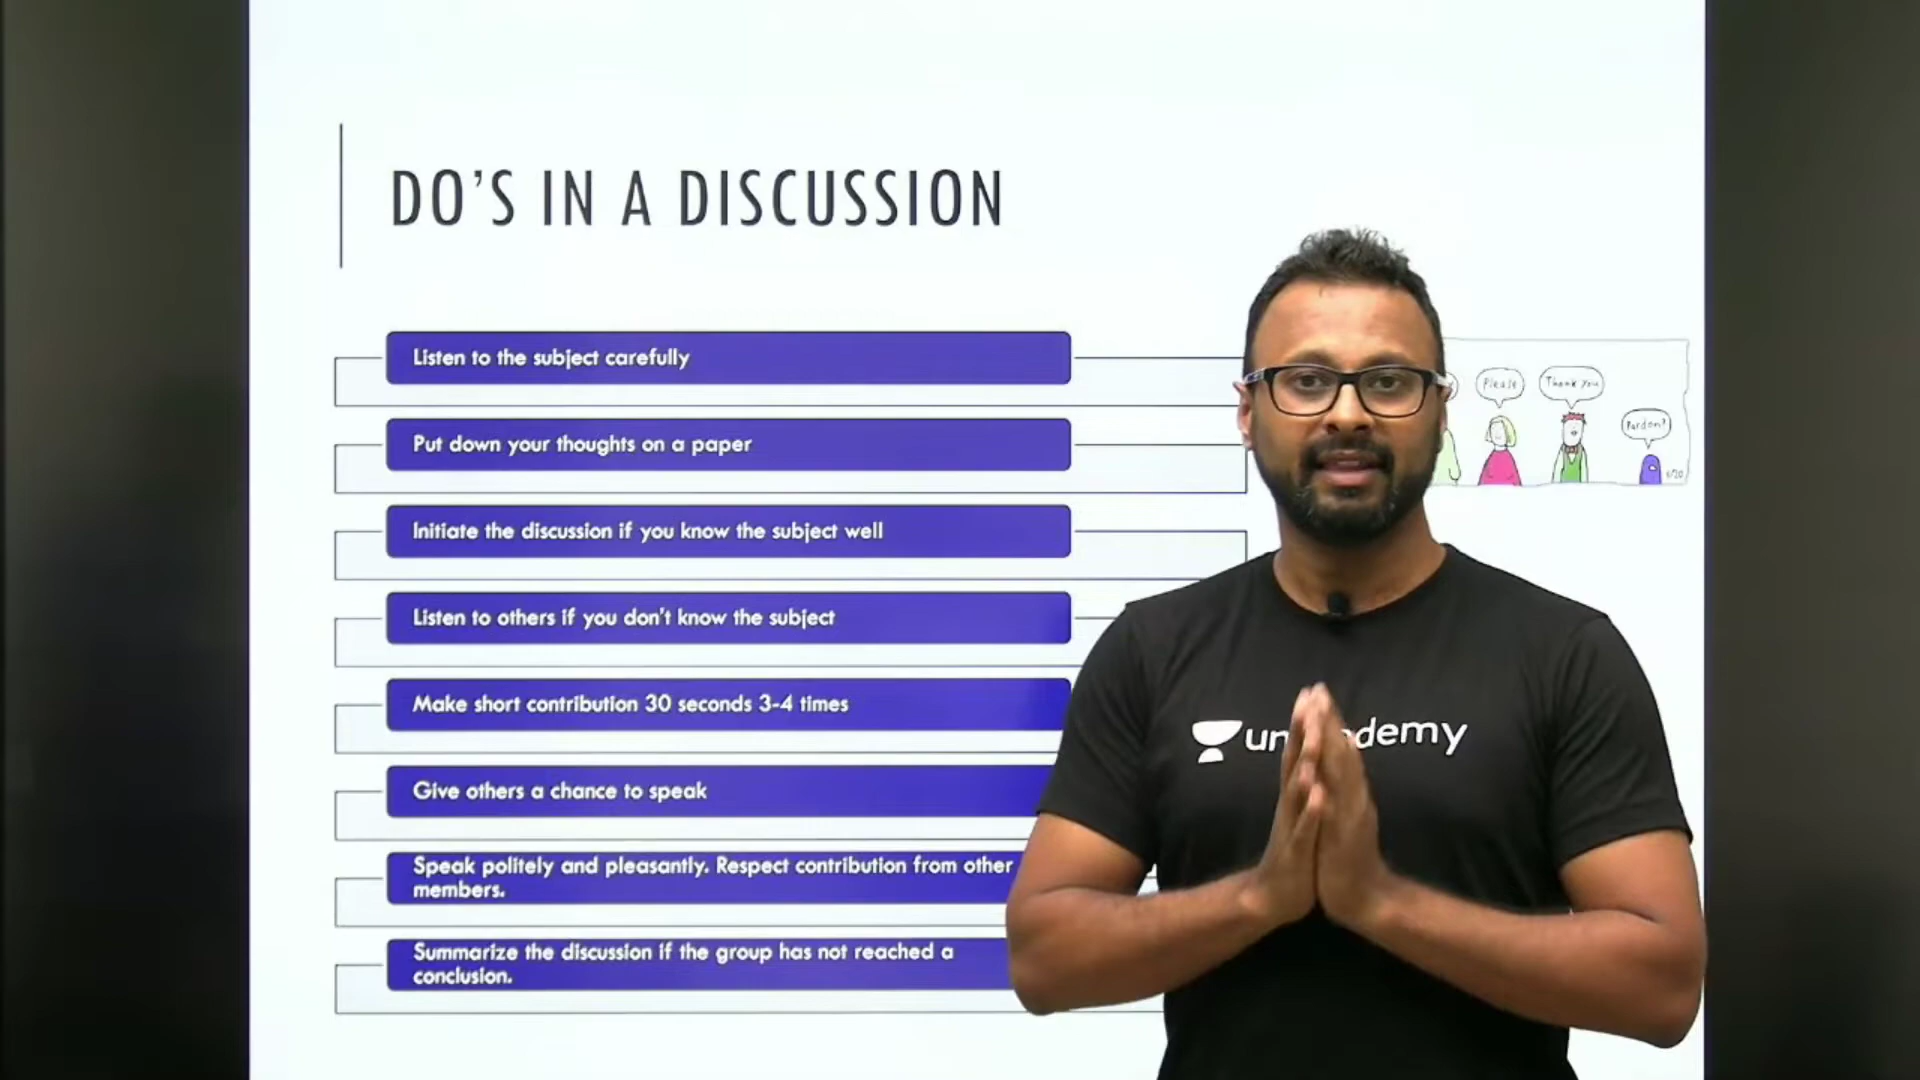 DO'S IN A DISCUSSION
Listen to the subject carefully
Put down your thoughts on a paper
Initiate the discussion if you know the subject well
Listen to others if you don't know the subject
Make short contribution 30 seconds 3-4 times
Give others a chance to speak
Speak politely and pleasantly. Respect contribution from other
members.
Summarize the discussion if the group has not reached a
conclusion.
Please
Thank you
Pardon?